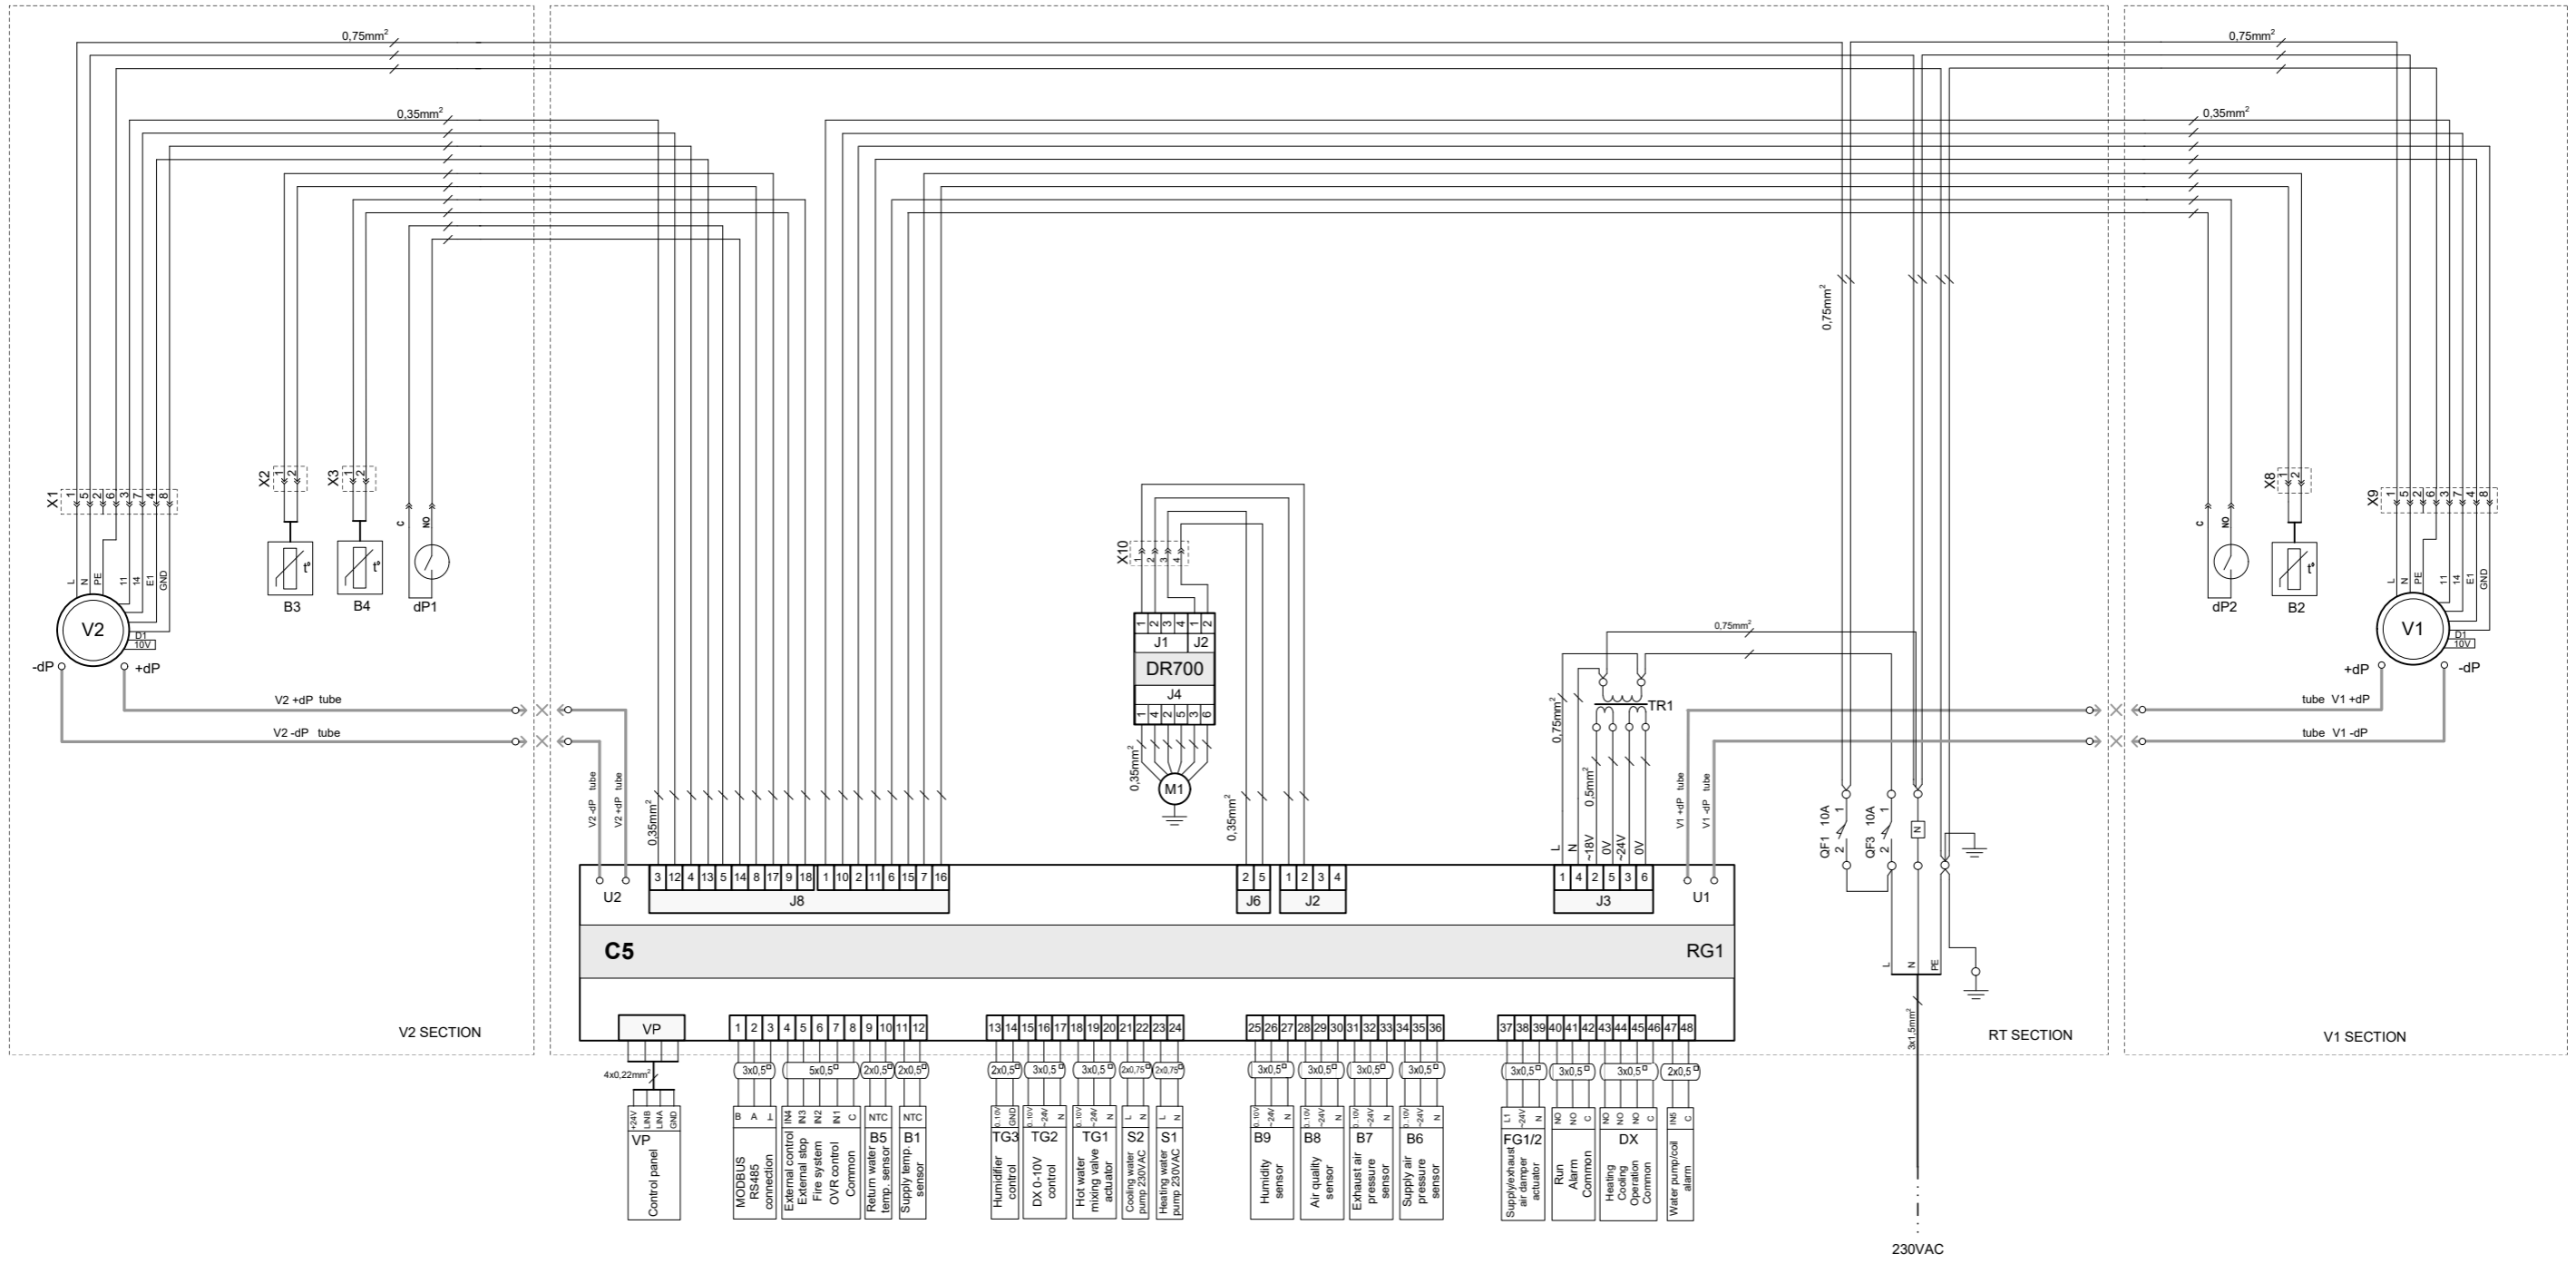 0,75mm²
0,75mm²
0,35mm²
0,35mm²
0,75mm²
X1
1 5 2 6 3 7 4 8
X2
1 2
X3
1 2
C
NO
L N PE 11 14 E1 GND
V2
D1
10V
-dP
+dP
t°
B3
t°
B4
dP1
V2 +dP tube
V2 -dP tube
V2 -dP tube
V2 +dP tube
V2 SECTION
X10
1 2 3 4
1 2 3 4 1 2
J1
J2
DR700
J4
1 4 2 5 3 6
0,35mm²
M1
0,75mm²
0,75mm²
TR1
0,5mm²
L
N
~18V
0V
~24V
0V
V1 +dP tube
V1 -dP tube
QF1 10A
1
2
QF3 10A
1
2
N
X8
1 2
X9
1 5 2 6 3 7 4 8
C
NO
dP2
t°
B2
L N PE 11 14 E1 GND
V1
D1
10V
+dP
-dP
tube V1 +dP
tube V1 -dP
V1 SECTION
0,35mm²
0,35mm²
U2
3 12 4 13 5 14 8 17 9 18 1 10 2 11 6 15 7 16
J8
2 5
J6
1 2 3 4
J2
1 4 2 5 3 6
J3
U1
C5
RG1
L
N
PE
3x1,5mm²
RT SECTION
230VAC
VP
1 2 3 4 5 6 7 8 9 10 11 12
13 14 15 16 17 18 19 20 21 22 23 24
25 26 27 28 29 30 31 32 33 34 35 36
37 38 39 40 41 42 43 44 45 46 47 48
4x0,22mm²
3x0,5
5x0,5
2x0,5
2x0,5
2x0,5
3x0,5
3x0,5
2x0,75
2x0,75
3x0,5
3x0,5
3x0,5
3x0,5
3x0,5
3x0,5
3x0,5
2x0,5
+24V
LINB
LINA
GND
VP
Control panel
B A ⊥
MODBUS
RS485
connection
IN4
IN3
IN2
IN1
C
External control
External stop
Fire system
OVR control
Common
NTC
B5
Return water
temp. sensor
NTC
B1
Supply temp.
sensor
0..10V
GND
TG3
Humidifier
control
0..10V
~24V
N
TG2
DX 0-10V
control
0..10V
~24V
N
TG1
Hot water
mixing valve
actuator
L
N
S2
Cooling water
pump 230VAC
L
N
S1
Heating water
pump 230VAC
0..10V
~24V
N
B9
Humidity
sensor
0..10V
~24V
N
B8
Air quality
sensor
0..10V
~24V
N
B7
Exhaust air
pressure
sensor
0..10V
~24V
N
B6
Supply air
pressure
sensor
L1
~24V
N
FG1/2
Supply/exhaust
air damper
actuator
NO
NO
C
Run
Alarm
Common
NO
NO
NO
C
DX
Heating
Cooling
Operation
Common
IN5
C
Water pump/coil
alarm